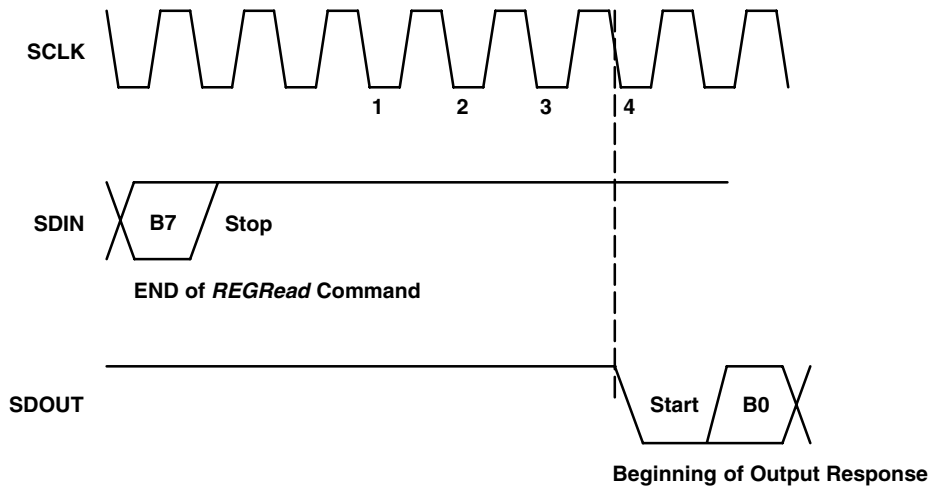 SCLK
1 2 3 4
SDIN B7 Stop
END of REGRead Command
SDOUT Start B0
Beginning of Output Response